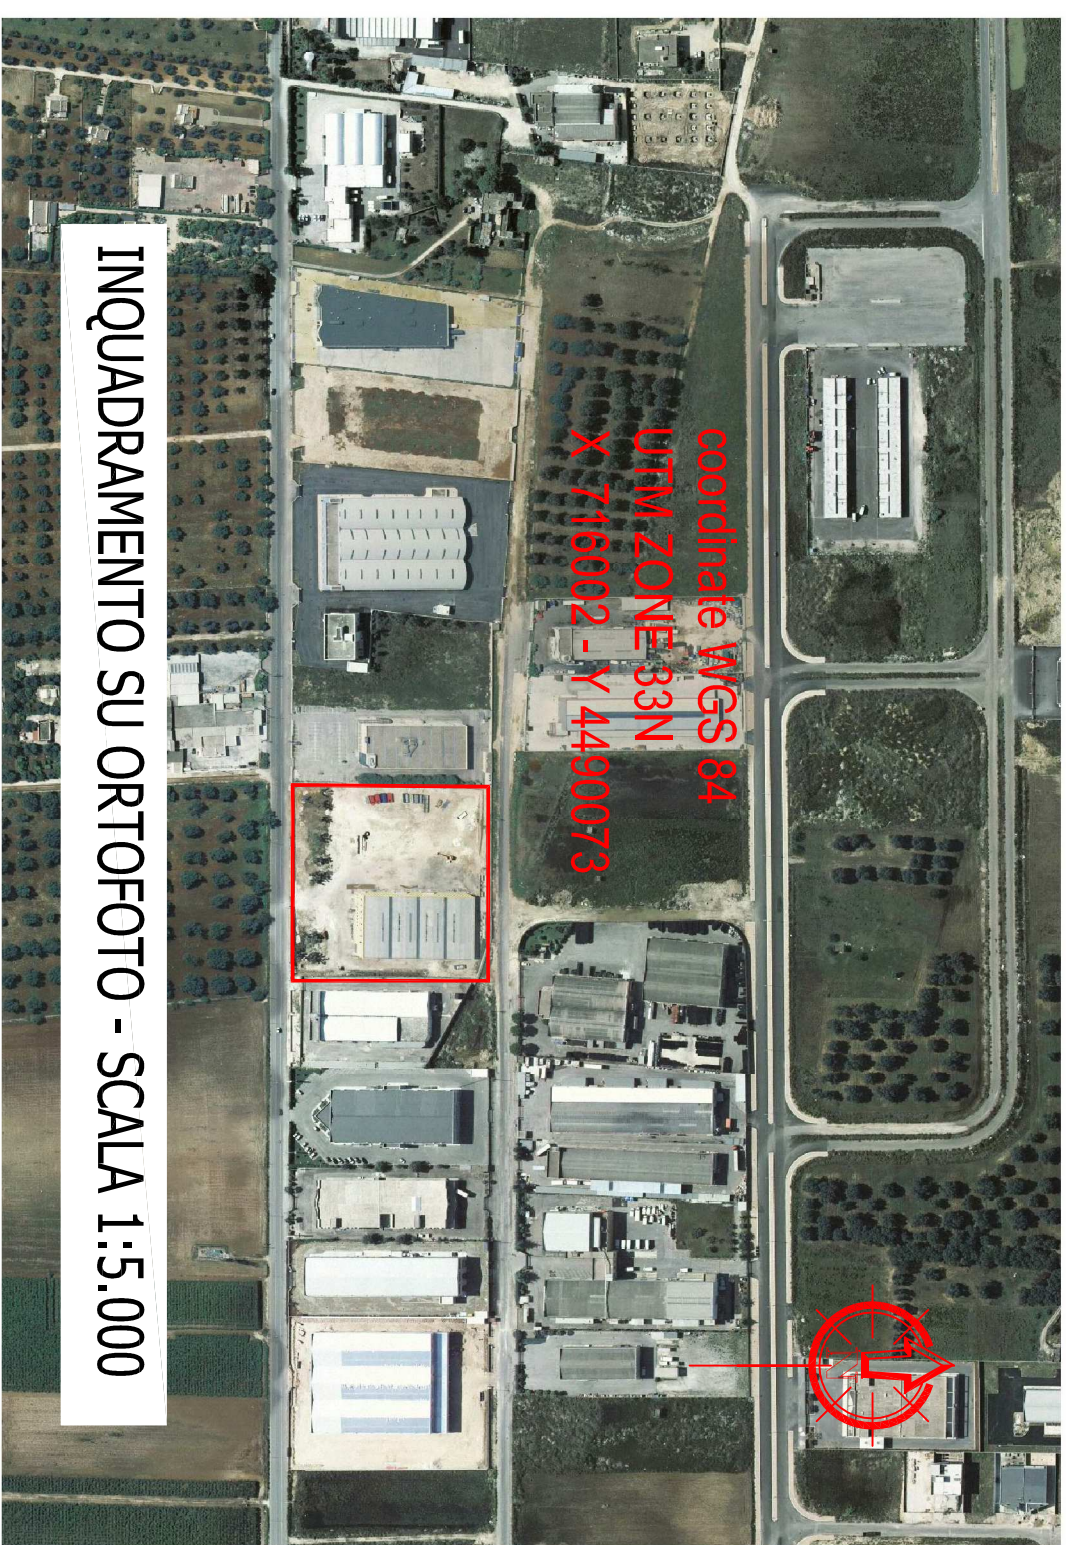 coordinate WGS 84
UTM ZONE 33N
X 716002 - Y 4490073
INQUADRAMENTO SU ORTOFOTO - SCALA 1:5.000